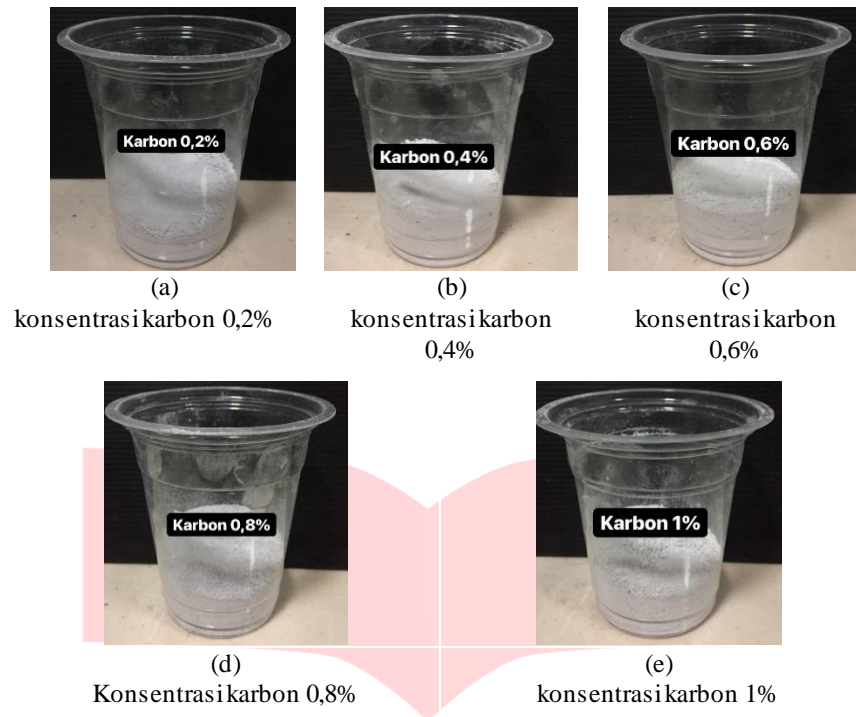 Karbon 0,2%
Karbon 0,4%
Karbon 0,6%
(a)
konsentrasi karbon 0,2%
(b)
konsentrasi karbon
0,4%
(c)
konsentrasi karbon
0,6%
Karbon 0,8%
Karbon 1%
(d)
Konsentrasi karbon 0,8%
(e)
konsentrasi karbon 1%